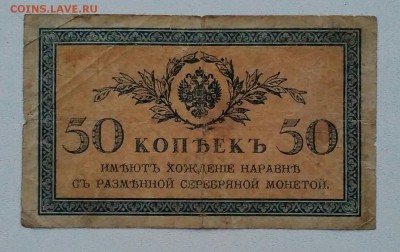 COINS.LAVE.RU
50 КОПѢЕКЪ 50
ИМѢЮТЪ ХОЖДЕНІЕ НАРАВНѢ
СЪ РАЗМѢННОЙ СЕРЕБРЯНОЙ МОНЕТОЙ.